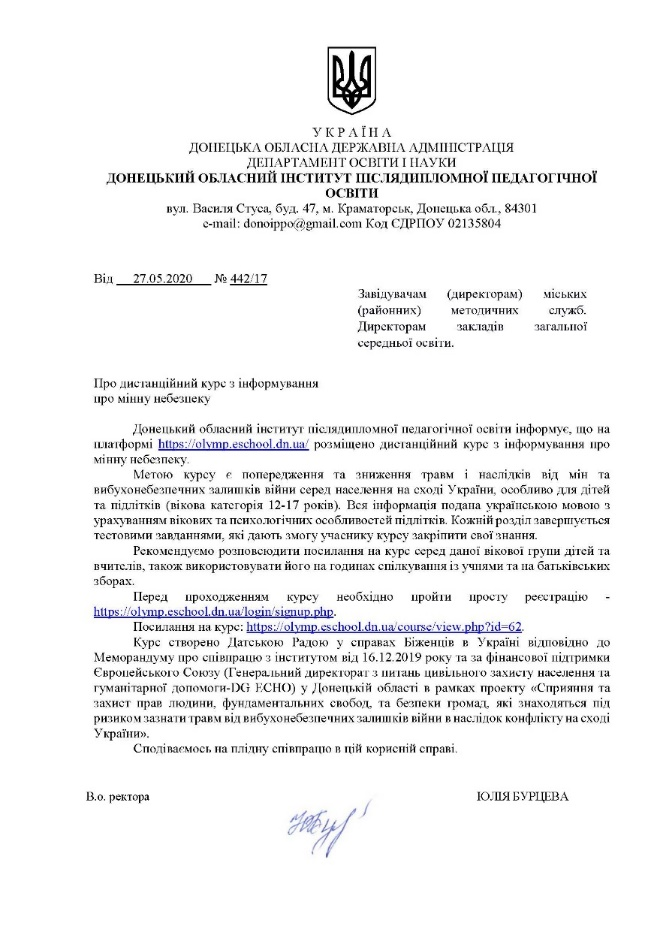 УКРАЇНА
ДОНЕЦЬКА ОБЛАСНА ДЕРЖАВНА АДМІНІСТРАЦІЯ
ДЕПАРТАМЕНТ ОСВІТИ І НАУКИ
ДОНЕЦЬКИЙ ОБЛАСНИЙ ІНСТИТУТ ПІСЛЯДИПЛОМНОЇ ПЕДАГОГІЧНОЇ
ОСВІТИ
вул. Василя Стуса, буд. 47, м. Краматорськ, Донецька обл., 84301
e-mail: donoippo@gmail.com Код ЄДРПОУ 02135804
Від 27.05.2020 № 442/17
Завідувачам (директорам) міських
(районних) методичних служб.
Директорам закладів загальної
середньої освіти.
Про дистанційний курс з інформування
про мінну небезпеку
Донецький обласний інститут післядипломної педагогічної освіти інформує, що на
платформі https://olymp.eschool.dn.ua/ розміщено дистанційний курс з інформування про
мінну небезпеку.
Метою курсу є попередження та зниження травм і наслідків від мін та
вибухонебезпечних залишків війни серед населення на сході України, особливо для дітей
та підлітків (вікова категорія 12-17 років). Вся інформація подана українською мовою з
урахуванням вікових та психологічних особливостей підлітків. Кожній розділ завершується
тестовими завданнями, які дають змогу учаснику курсу закріпити свої знання.
Рекомендуємо розповсюдити посилання на курс серед даної вікової групи дітей та
вчителів, також використовувати його на годинах спілкування із учнями та на батьківських
зборах.
Перед проходженням курсу необхідно пройти просту реєстрацію -
https://olymp.eschool.dn.ua/login/signup.php.
Посилання на курс: https://olymp.eschool.dn.ua/course/view.php?id=62.
Курс створено Датською Радою у справах Біженців в Україні відповідно до
Меморандуму про співпрацю з інститутом від 16.12.2019 року та за фінансової підтримки
Європейського Союзу (Генеральний директорат з питань цивільного захисту населення та
гуманітарної допомоги-DG ECHO) у Донецькій області в рамках проекту «Сприяння та
захист прав людини, фундаментальних свобод, та безпеки громад, які знаходяться під
ризиком зазнати травм від вибухонебезпечних залишків війни в наслідок конфлікту на сході
України».
Сподіваємось на плідну співпрацю в цій корисній справі.
В.о. ректора ЮЛІЯ БУРЦЕВА